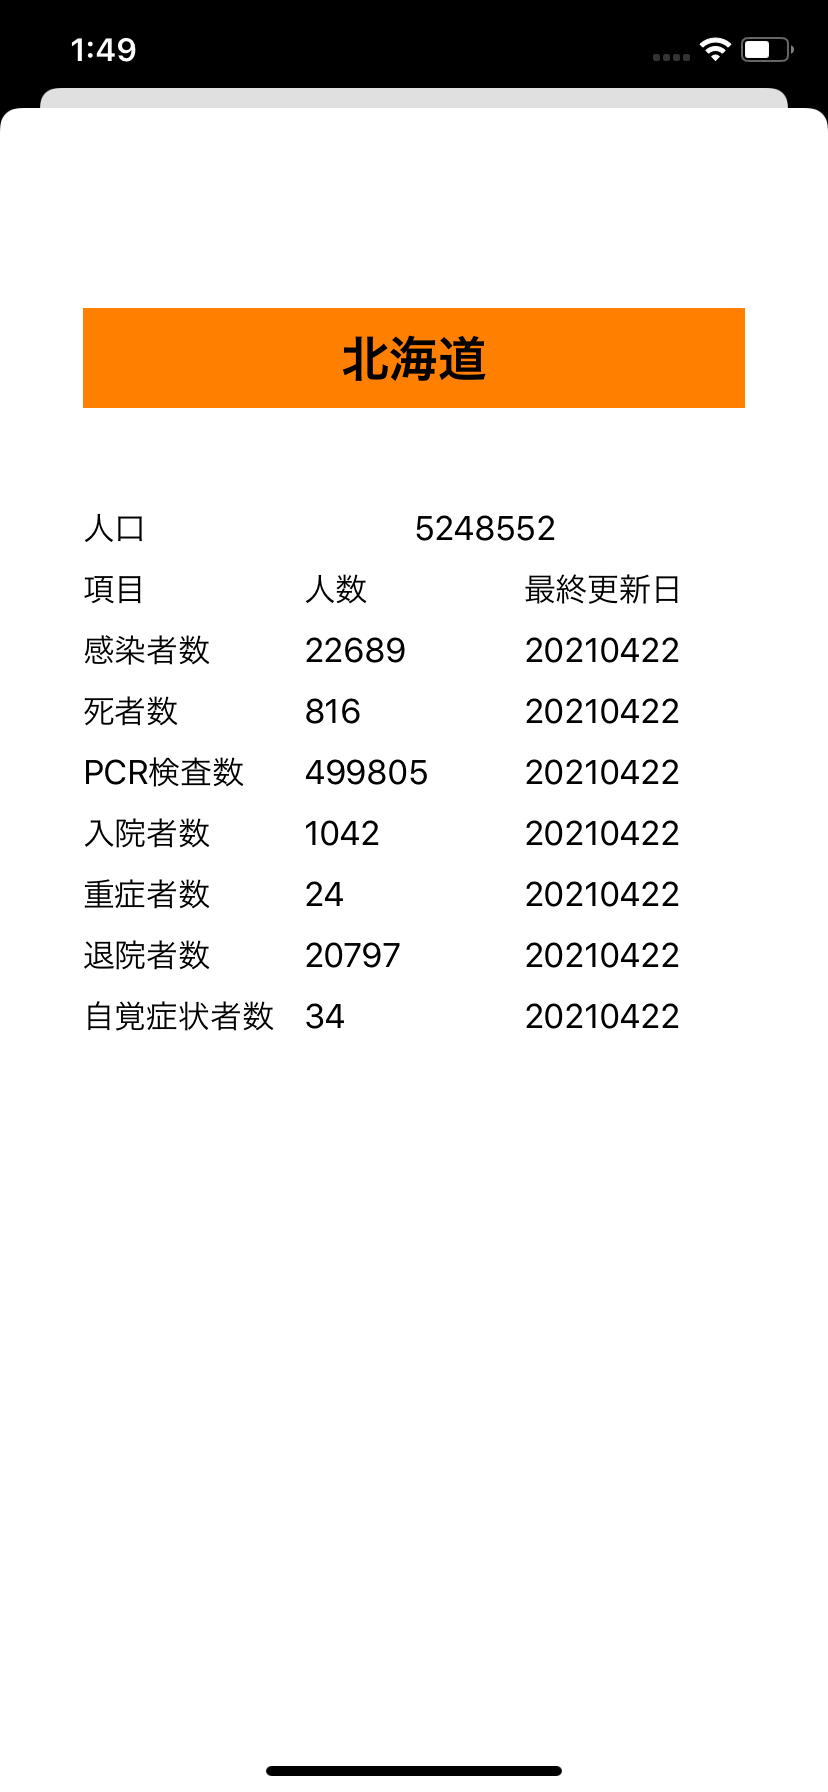 1:49
北海道
人口 5248552
項目 人数 最終更新日
感染者数 22689 20210422
死者数 816 20210422
PCR検査数 499805 20210422
入院者数 1042 20210422
重症者数 24 20210422
退院者数 20797 20210422
自覚症状者数 34 20210422